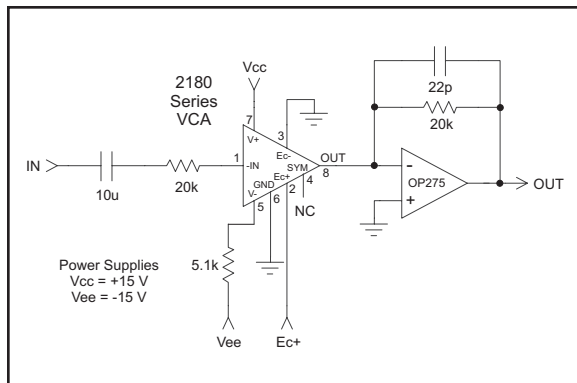 2180
Series
VCA
Vcc
7
V+
3
Ec-
IN
10u
20k
1
-IN
OUT
8
SYM
4
GND
Ec+
V-
2
6
5
NC
5.1k
Power Supplies
Vcc = +15 V
Vee = -15 V
Vee
Ec+
22p
20k
-
+
OP275
OUT